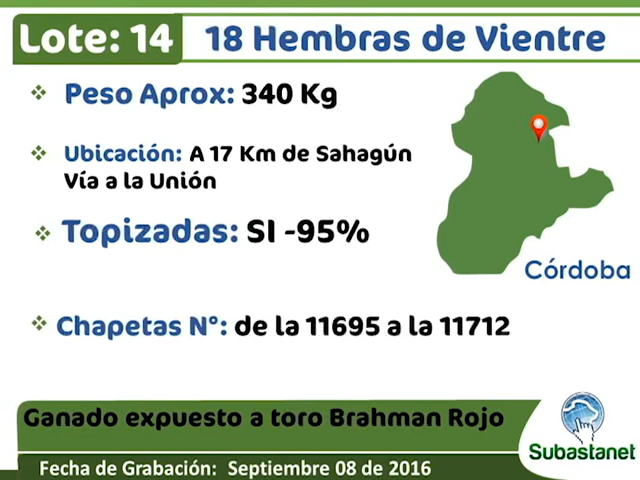 Lote: 14
18 Hembras de Vientre
Peso Aprox: 340 Kg
Ubicación: A 17 Km de Sahagún
Vía a la Unión
Topizadas: SI -95%
Córdoba
Chapetas N°: de la 11695 a la 11712
Ganado expuesto a toro Brahman Rojo
Subastanet
Fecha de Grabación: Septiembre 08 de 2016